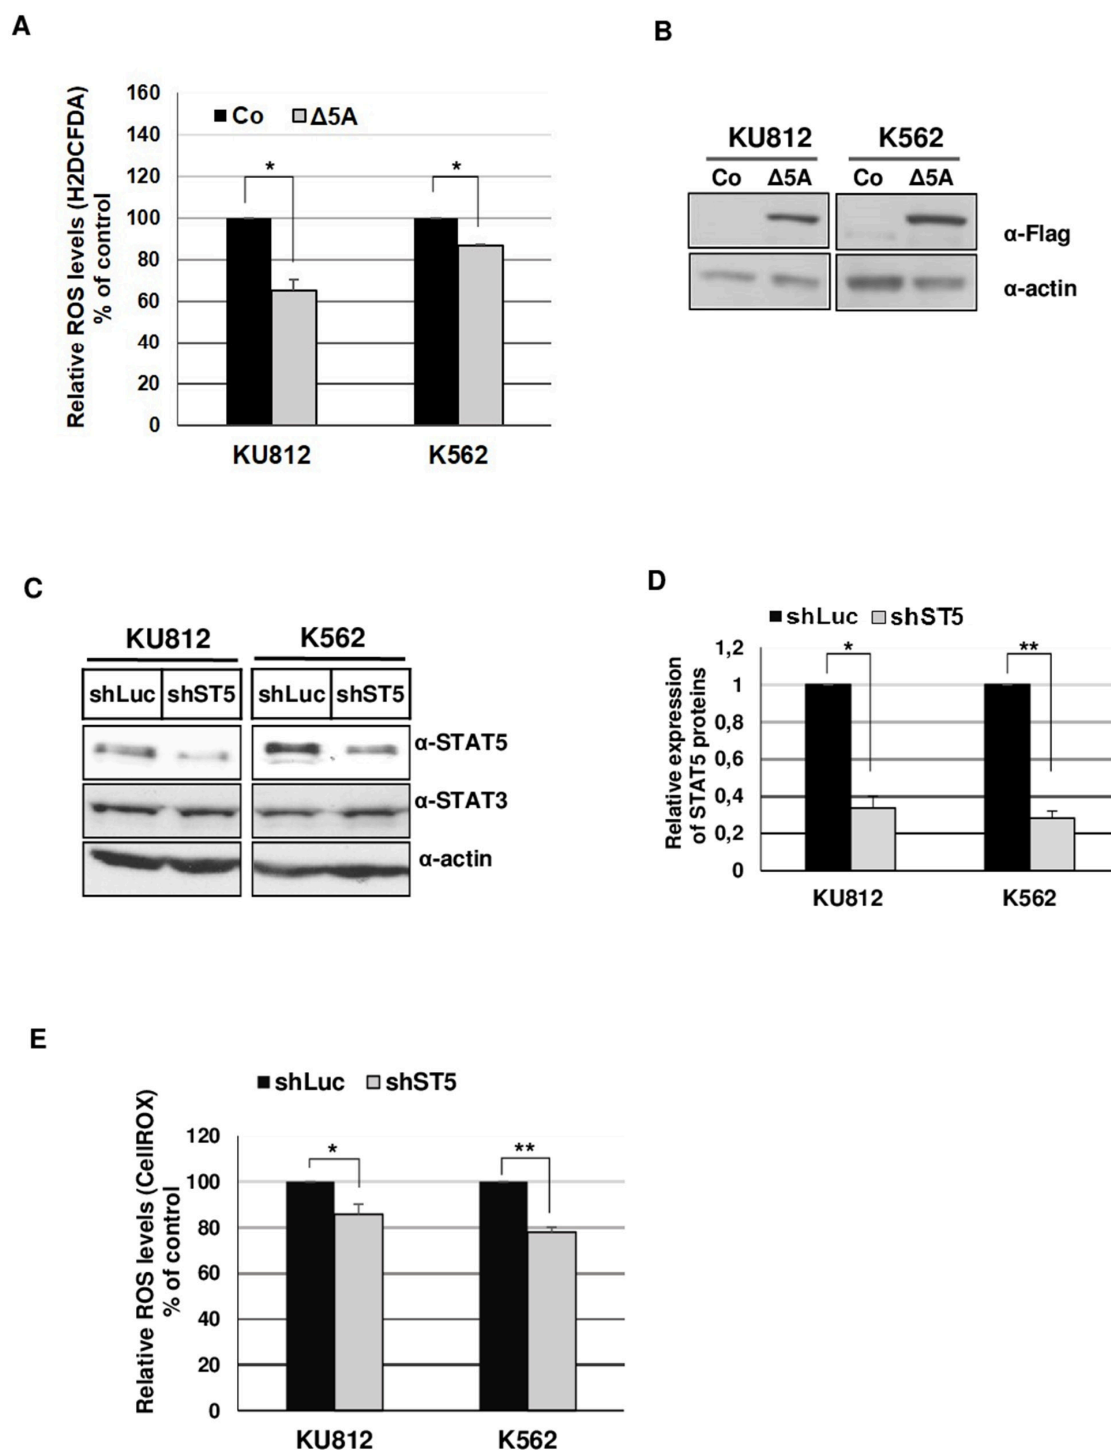 A
Relative ROS levels (H2DCFDA)
% of control
160
140
120
100
80
60
40
20
0
Co Δ5A
* *
KU812 K562
B
KU812 K562
Co Δ5A Co Δ5A
α-Flag
α-actin
C
KU812 K562
shLuc shST5 shLuc shST5
α-STAT5
α-STAT3
α-actin
D
shLuc shST5
Relative expression
of STAT5 proteins
1,2
1
0,8
0,6
0,4
0,2
0
* **
KU812 K562
E
shLuc shST5
Relative ROS levels (CellROX)
% of control
120
100
80
60
40
20
0
* **
KU812 K562